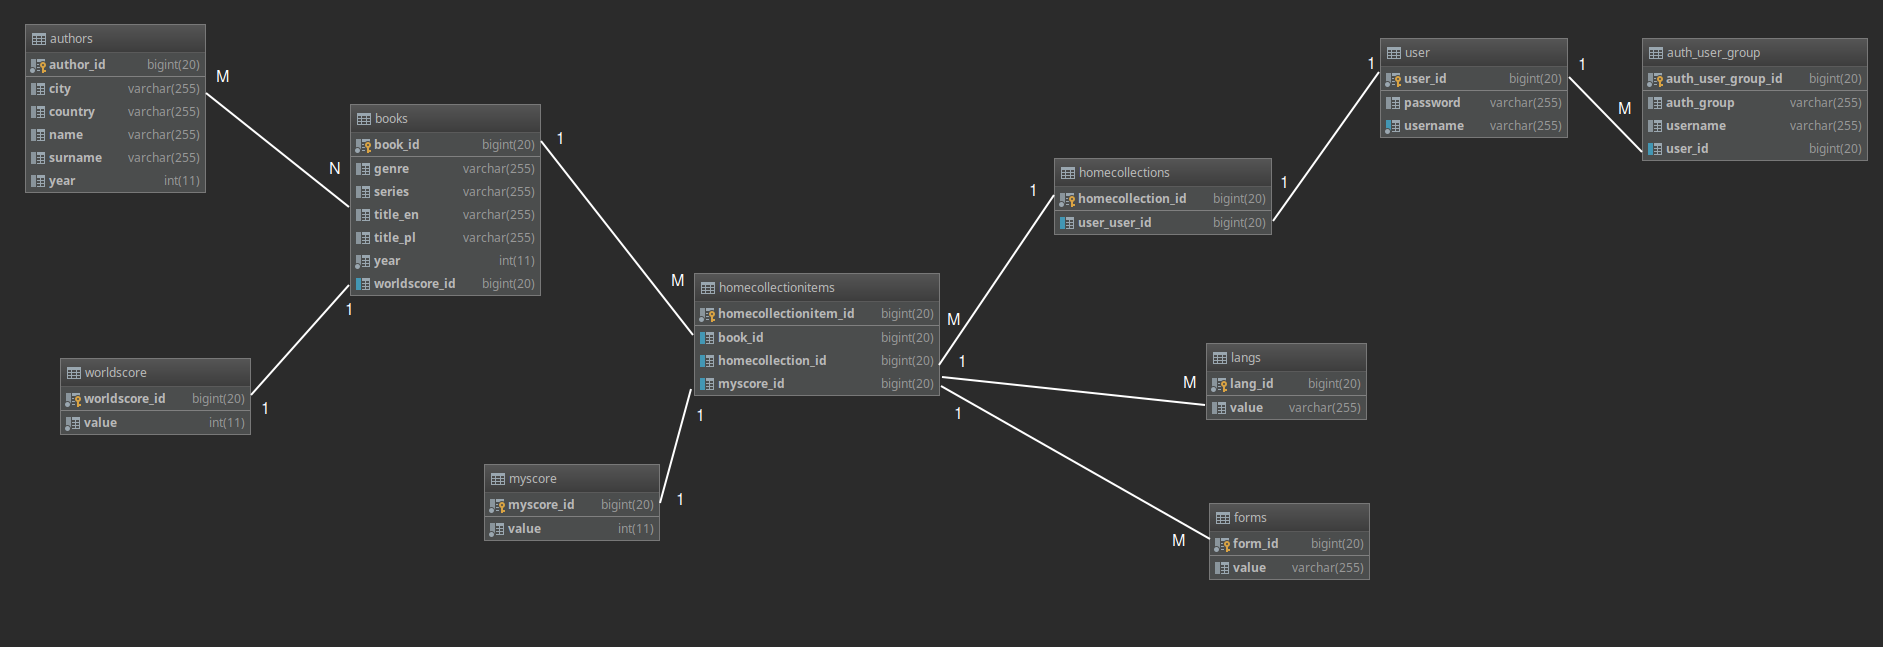 authors
author_id bigint(20)
city varchar(255)
country varchar(255)
name varchar(255)
surname varchar(255)
year int(11)
M
N
books
book_id bigint(20)
genre varchar(255)
series varchar(255)
title_en varchar(255)
title_pl varchar(255)
year int(11)
worldscore_id bigint(20)
1
1
M
worldscore
worldscore_id bigint(20)
value int(11)
1
homecollectionitems
homecollectionitem_id bigint(20)
book_id bigint(20)
homecollection_id bigint(20)
myscore_id bigint(20)
M
1
1
1
myscore
myscore_id bigint(20)
value int(11)
1
homecollections
homecollection_id bigint(20)
user_user_id bigint(20)
1
1
user
user_id bigint(20)
password varchar(255)
username varchar(255)
1
1
M
auth_user_group
auth_user_group_id bigint(20)
auth_group varchar(255)
username varchar(255)
user_id bigint(20)
langs
lang_id bigint(20)
value varchar(255)
M
forms
form_id bigint(20)
value varchar(255)
M